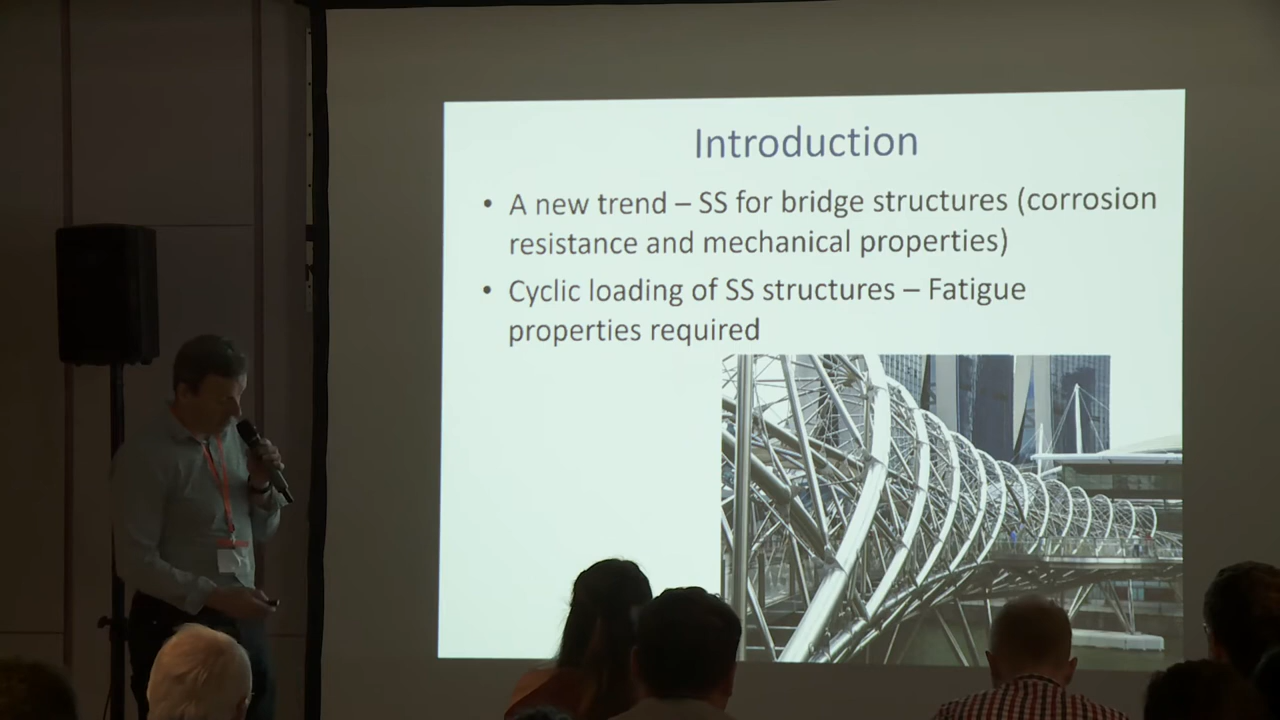 Introduction
• A new trend – SS for bridge structures (corrosion
resistance and mechanical properties)
• Cyclic loading of SS structures – Fatigue
properties required